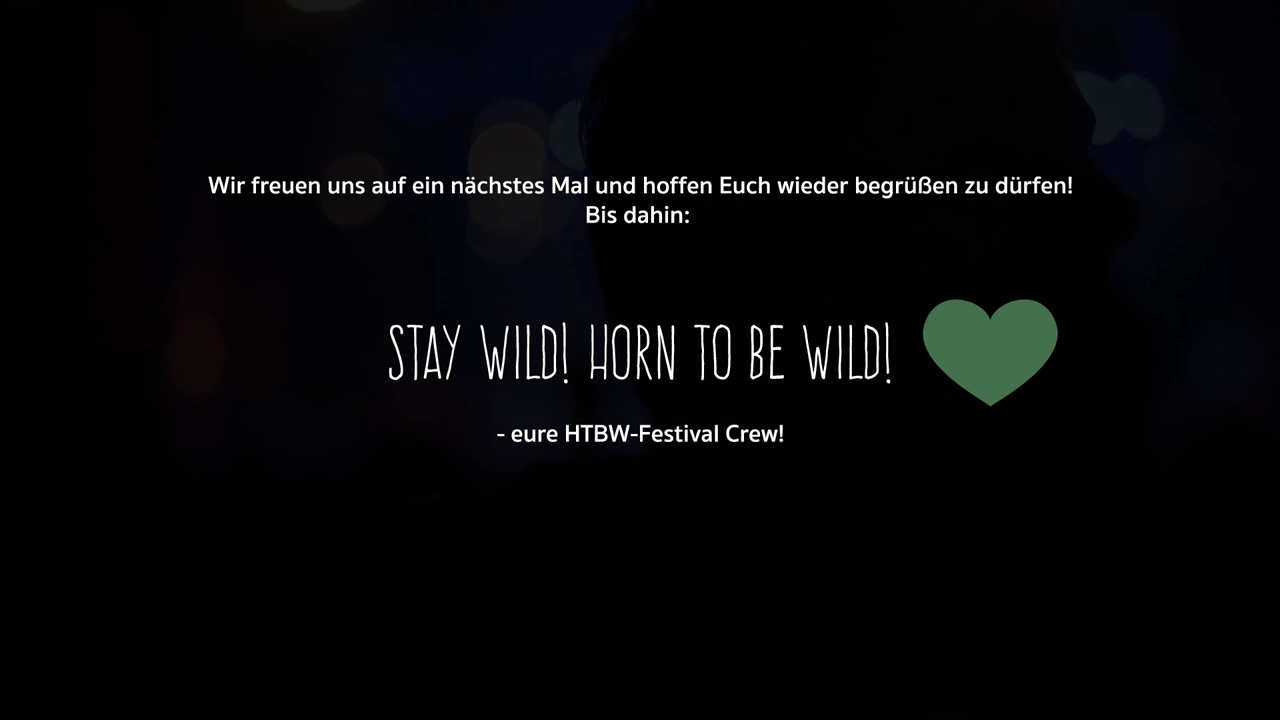 Wir freuen uns auf ein nächstes Mal und hoffen Euch wieder begrüßen zu dürfen!
Bis dahin:
STAY WILD! HORN TO BE WILD!
- eure HTBW-Festival Crew!